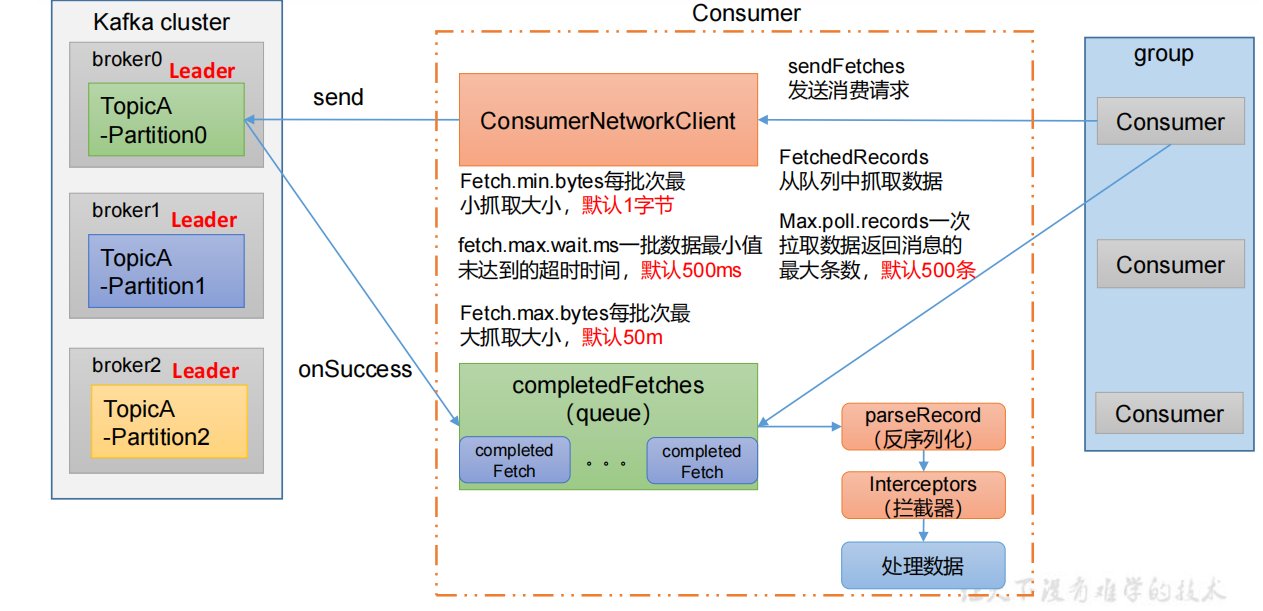 Kafka cluster
broker0
Leader
TopicA
-Partition0
broker1
Leader
TopicA
-Partition1
broker2
Leader
TopicA
-Partition2
send
onSuccess
Consumer
ConsumerNetworkClient
sendFetches
发送消费请求
Fetch.min.bytes每批次最
小抓取大小，默认1字节
fetch.max.wait.ms一批数据最小值
未达到的超时时间，默认500ms
Fetch.max.bytes每批次最
大抓取大小，默认50m
FetchedRecords
从队列中抓取数据
Max.poll.records一次
拉取数据返回消息的
最大条数，默认500条
completedFetches
（queue）
completed
Fetch
。。。
completed
Fetch
parseRecord
（反序列化）
Interceptors
（拦截器）
处理数据
group
Consumer
Consumer
Consumer
天下没有难学的技术